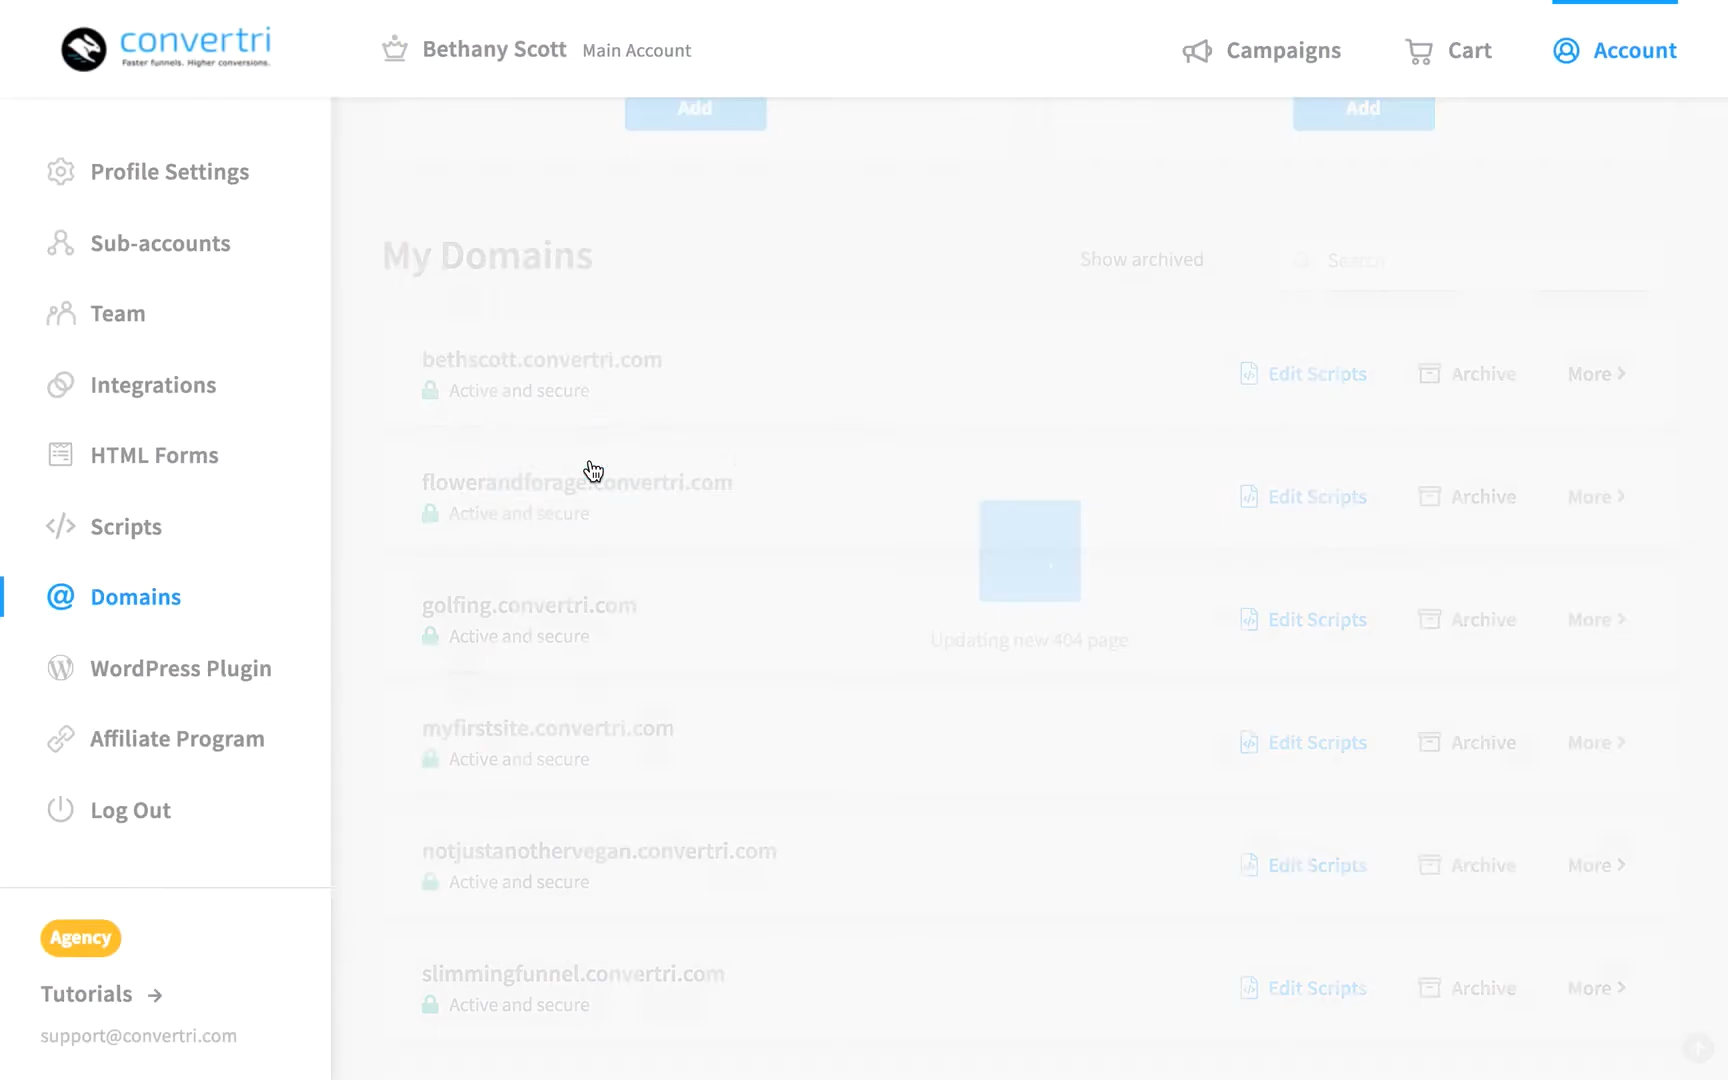 convertri
Faster funnels. Higher conversions.
Bethany Scott Main Account
Campaigns
Cart
Account
Add
Add
Profile Settings
Sub-accounts
Team
Integrations
HTML Forms
Scripts
Domains
WordPress Plugin
Affiliate Program
Log Out
Agency
Tutorials →
support@convertri.com
My Domains
Show archived
Search
bethscott.convertri.com
Active and secure
Edit Scripts
Archive
More >
flowerandforage.convertri.com
Active and secure
Edit Scripts
Archive
More >
golfing.convertri.com
Active and secure
Edit Scripts
Archive
More >
Updating new 404 page
myfirstsite.convertri.com
Active and secure
Edit Scripts
Archive
More >
notjustanothervegan.convertri.com
Active and secure
Edit Scripts
Archive
More >
slimmingfunnel.convertri.com
Active and secure
Edit Scripts
Archive
More >